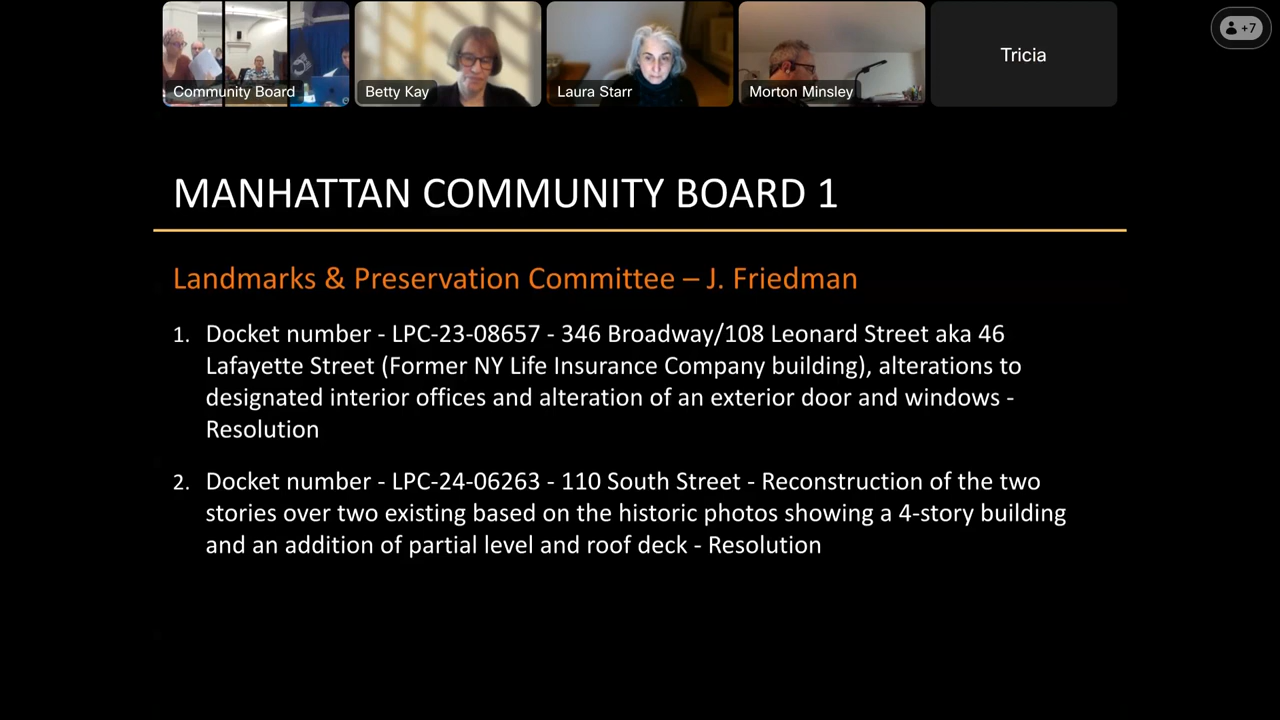 Community Board
Betty Kay
Laura Starr
Morton Minsley
Tricia
+7
MANHATTAN COMMUNITY BOARD 1
Landmarks & Preservation Committee – J. Friedman
1. Docket number - LPC-23-08657 - 346 Broadway/108 Leonard Street aka 46
Lafayette Street (Former NY Life Insurance Company building), alterations to
designated interior offices and alteration of an exterior door and windows -
Resolution
2. Docket number - LPC-24-06263 - 110 South Street - Reconstruction of the two
stories over two existing based on the historic photos showing a 4-story building
and an addition of partial level and roof deck - Resolution